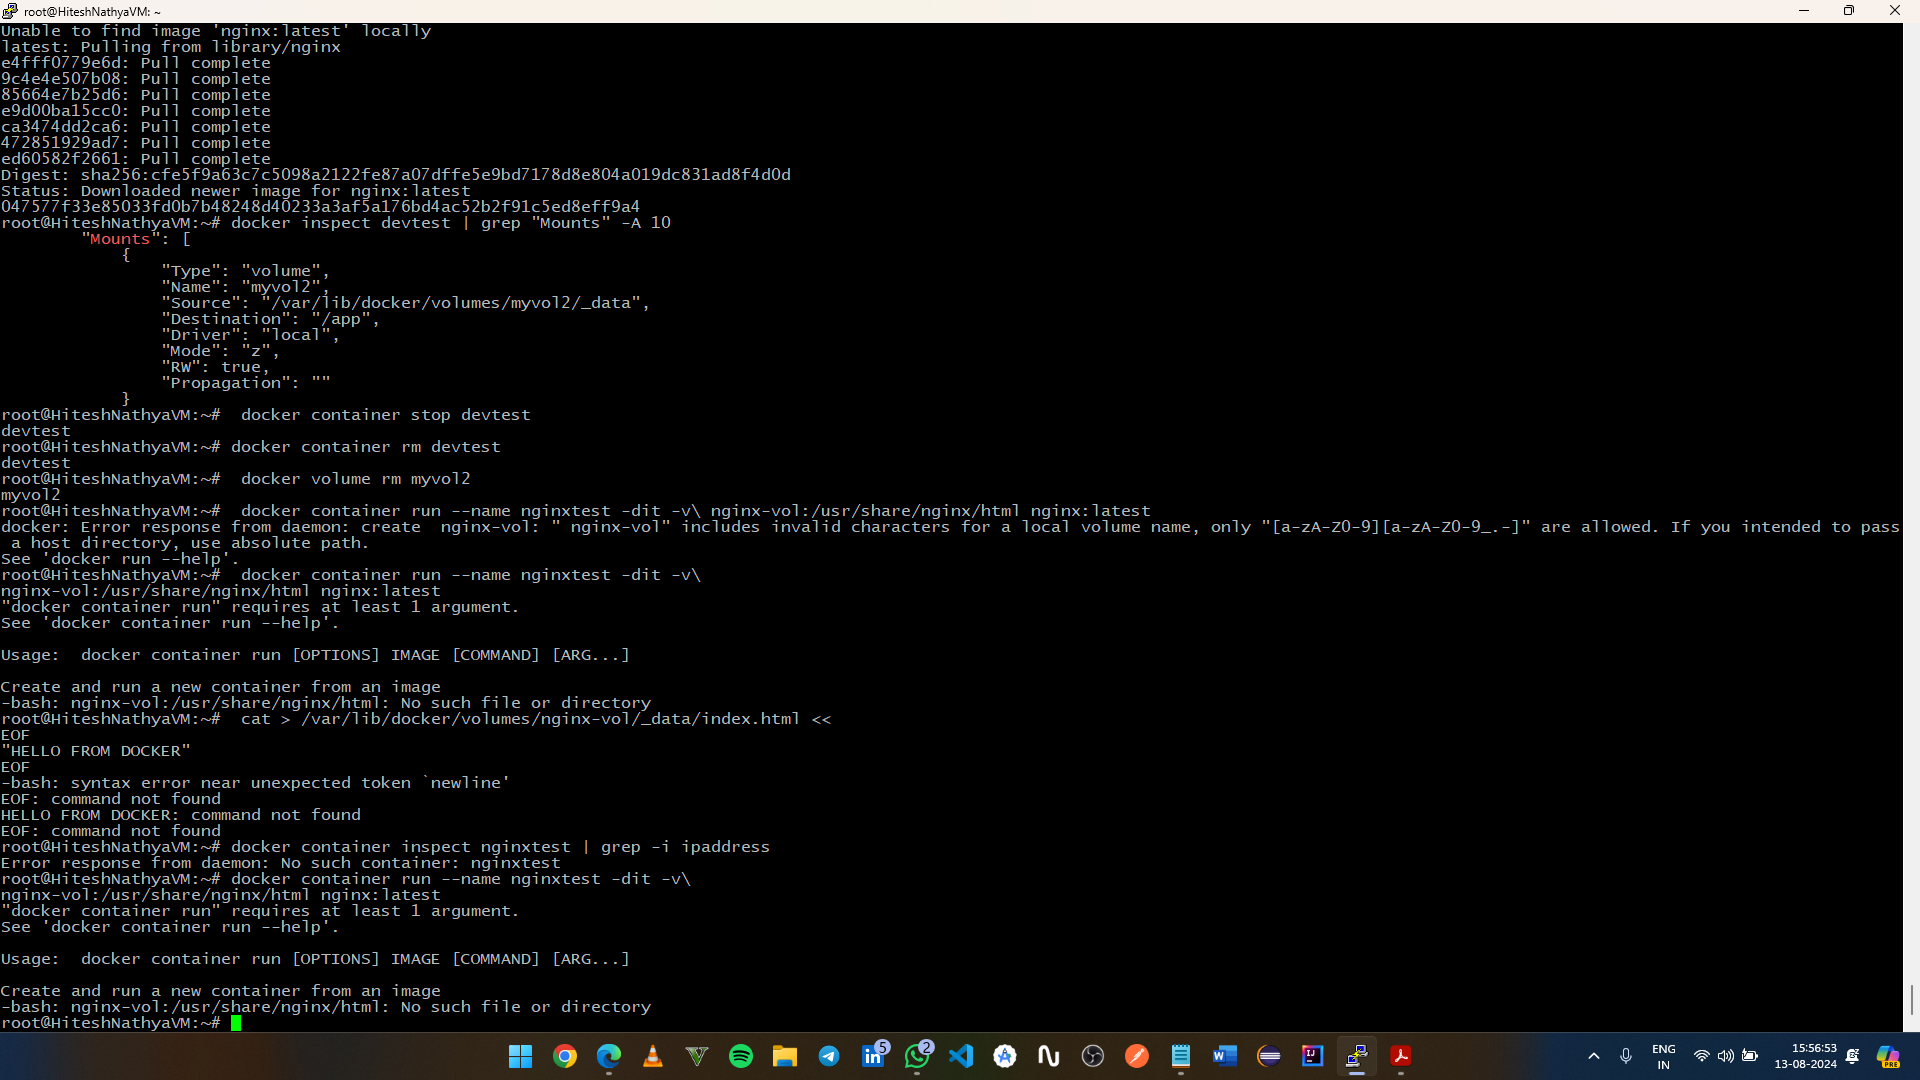 root@HiteshNathyaVM: ~
Unable to find image 'nginx:latest' locally
latest: Pulling from library/nginx
e4fff0779e6d: Pull complete
9c4e4e507b08: Pull complete
85664e7b25d6: Pull complete
e9d00ba15cc0: Pull complete
ca3474dd2ca6: Pull complete
472851929ad7: Pull complete
ed60582f2661: Pull complete
Digest: sha256:cfe5f9a63c7c5098a2122fe87a07dffe5e9bd7178d8e804a019dc831ad8f4d0d
Status: Downloaded newer image for nginx:latest
047577f33e85033fd0b7b48248d40233a3af5a176bd4ac52b2f91c5ed8eff9a4
root@HiteshNathyaVM:~# docker inspect devtest | grep "Mounts" -A 10
        "Mounts": [
            {
                "Type": "volume",
                "Name": "myvol2",
                "Source": "/var/lib/docker/volumes/myvol2/_data",
                "Destination": "/app",
                "Driver": "local",
                "Mode": "z",
                "RW": true,
                "Propagation": ""
            }
root@HiteshNathyaVM:~#  docker container stop devtest
devtest
root@HiteshNathyaVM:~# docker container rm devtest
devtest
root@HiteshNathyaVM:~#  docker volume rm myvol2
myvol2
root@HiteshNathyaVM:~#  docker container run --name nginxtest -dit -v\ nginx-vol:/usr/share/nginx/html nginx:latest
docker: Error response from daemon: create  nginx-vol: " nginx-vol" includes invalid characters for a local volume name, only "[a-zA-Z0-9][a-zA-Z0-9_.-]" are allowed. If you intended to pass
 a host directory, use absolute path.
See 'docker run --help'.
root@HiteshNathyaVM:~#  docker container run --name nginxtest -dit -v\
nginx-vol:/usr/share/nginx/html nginx:latest
"docker container run" requires at least 1 argument.
See 'docker container run --help'.
Usage:  docker container run [OPTIONS] IMAGE [COMMAND] [ARG...]
Create and run a new container from an image
-bash: nginx-vol:/usr/share/nginx/html: No such file or directory
root@HiteshNathyaVM:~#  cat > /var/lib/docker/volumes/nginx-vol/_data/index.html <<
EOF
"HELLO FROM DOCKER"
EOF
-bash: syntax error near unexpected token `newline'
EOF: command not found
HELLO FROM DOCKER: command not found
EOF: command not found
root@HiteshNathyaVM:~# docker container inspect nginxtest | grep -i ipaddress
Error response from daemon: No such container: nginxtest
root@HiteshNathyaVM:~# docker container run --name nginxtest -dit -v\
nginx-vol:/usr/share/nginx/html nginx:latest
"docker container run" requires at least 1 argument.
See 'docker container run --help'.
Usage:  docker container run [OPTIONS] IMAGE [COMMAND] [ARG...]
Create and run a new container from an image
-bash: nginx-vol:/usr/share/nginx/html: No such file or directory
root@HiteshNathyaVM:~#
5
2
ENG
IN
15:56:53
13-08-2024
PRE